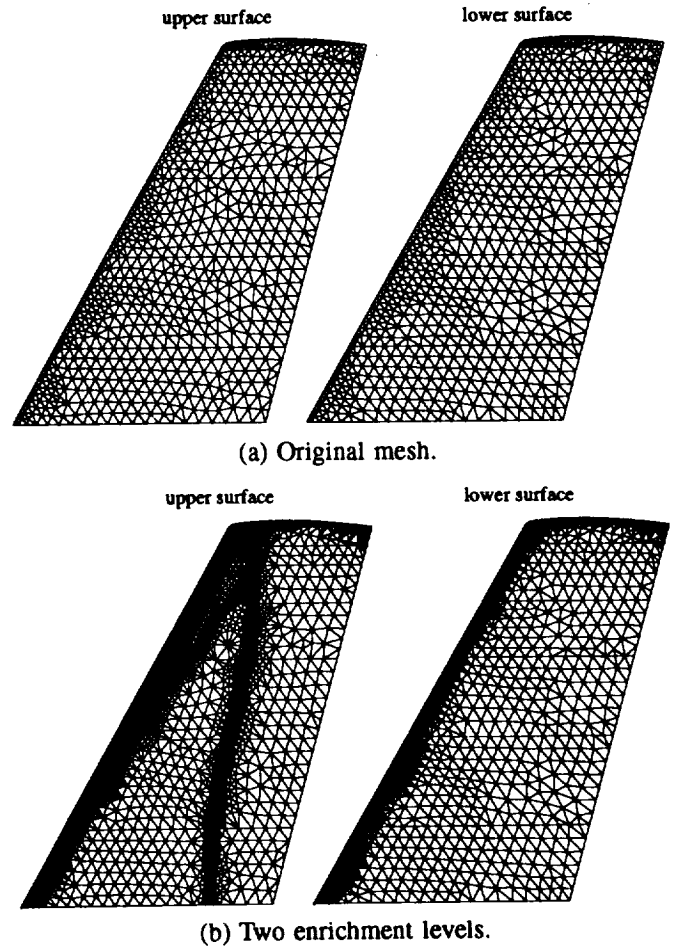 upper surface
lower surface
(a) Original mesh.
upper surface
lower surface
(b) Two enrichment levels.